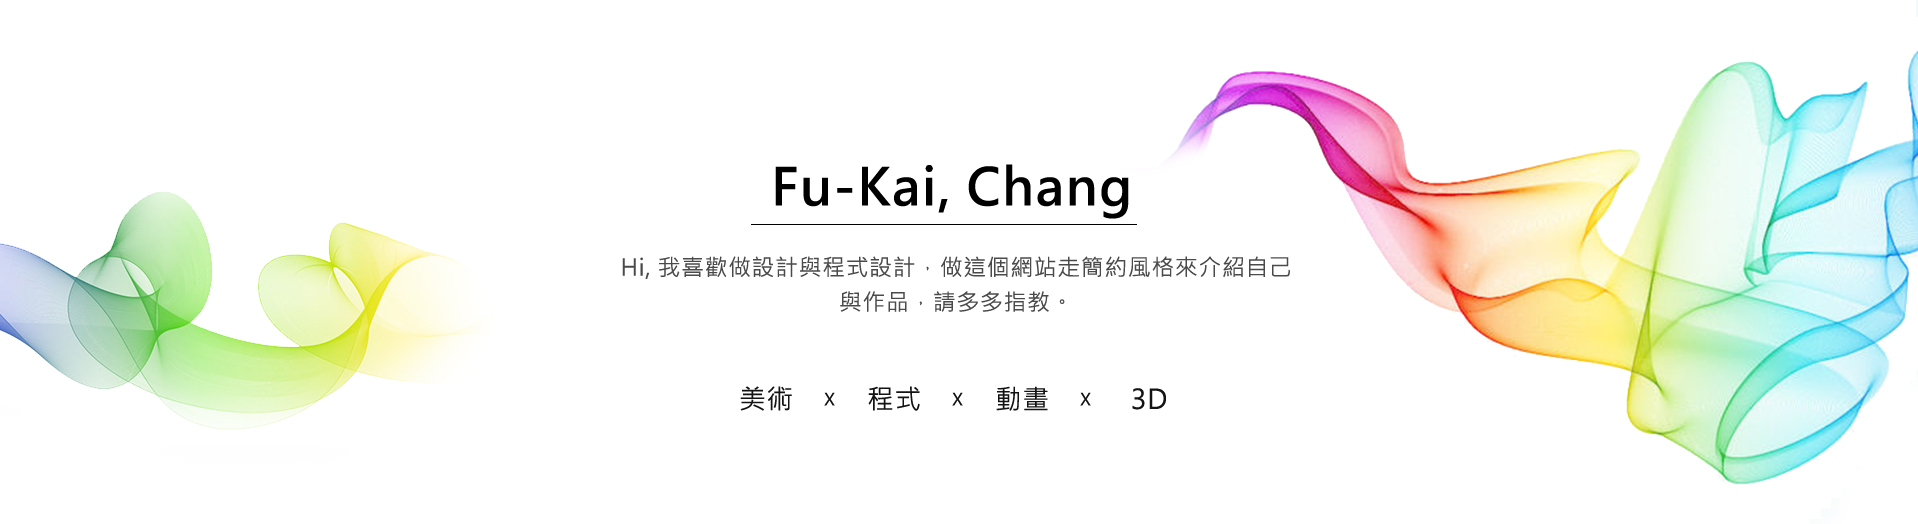 Fu-Kai, Chang
Hi, 我喜歡做設計與程式設計，做這個網站走簡約風格來介紹自己
與作品，請多多指教。
美術 x 程式 x 動畫 x 3D